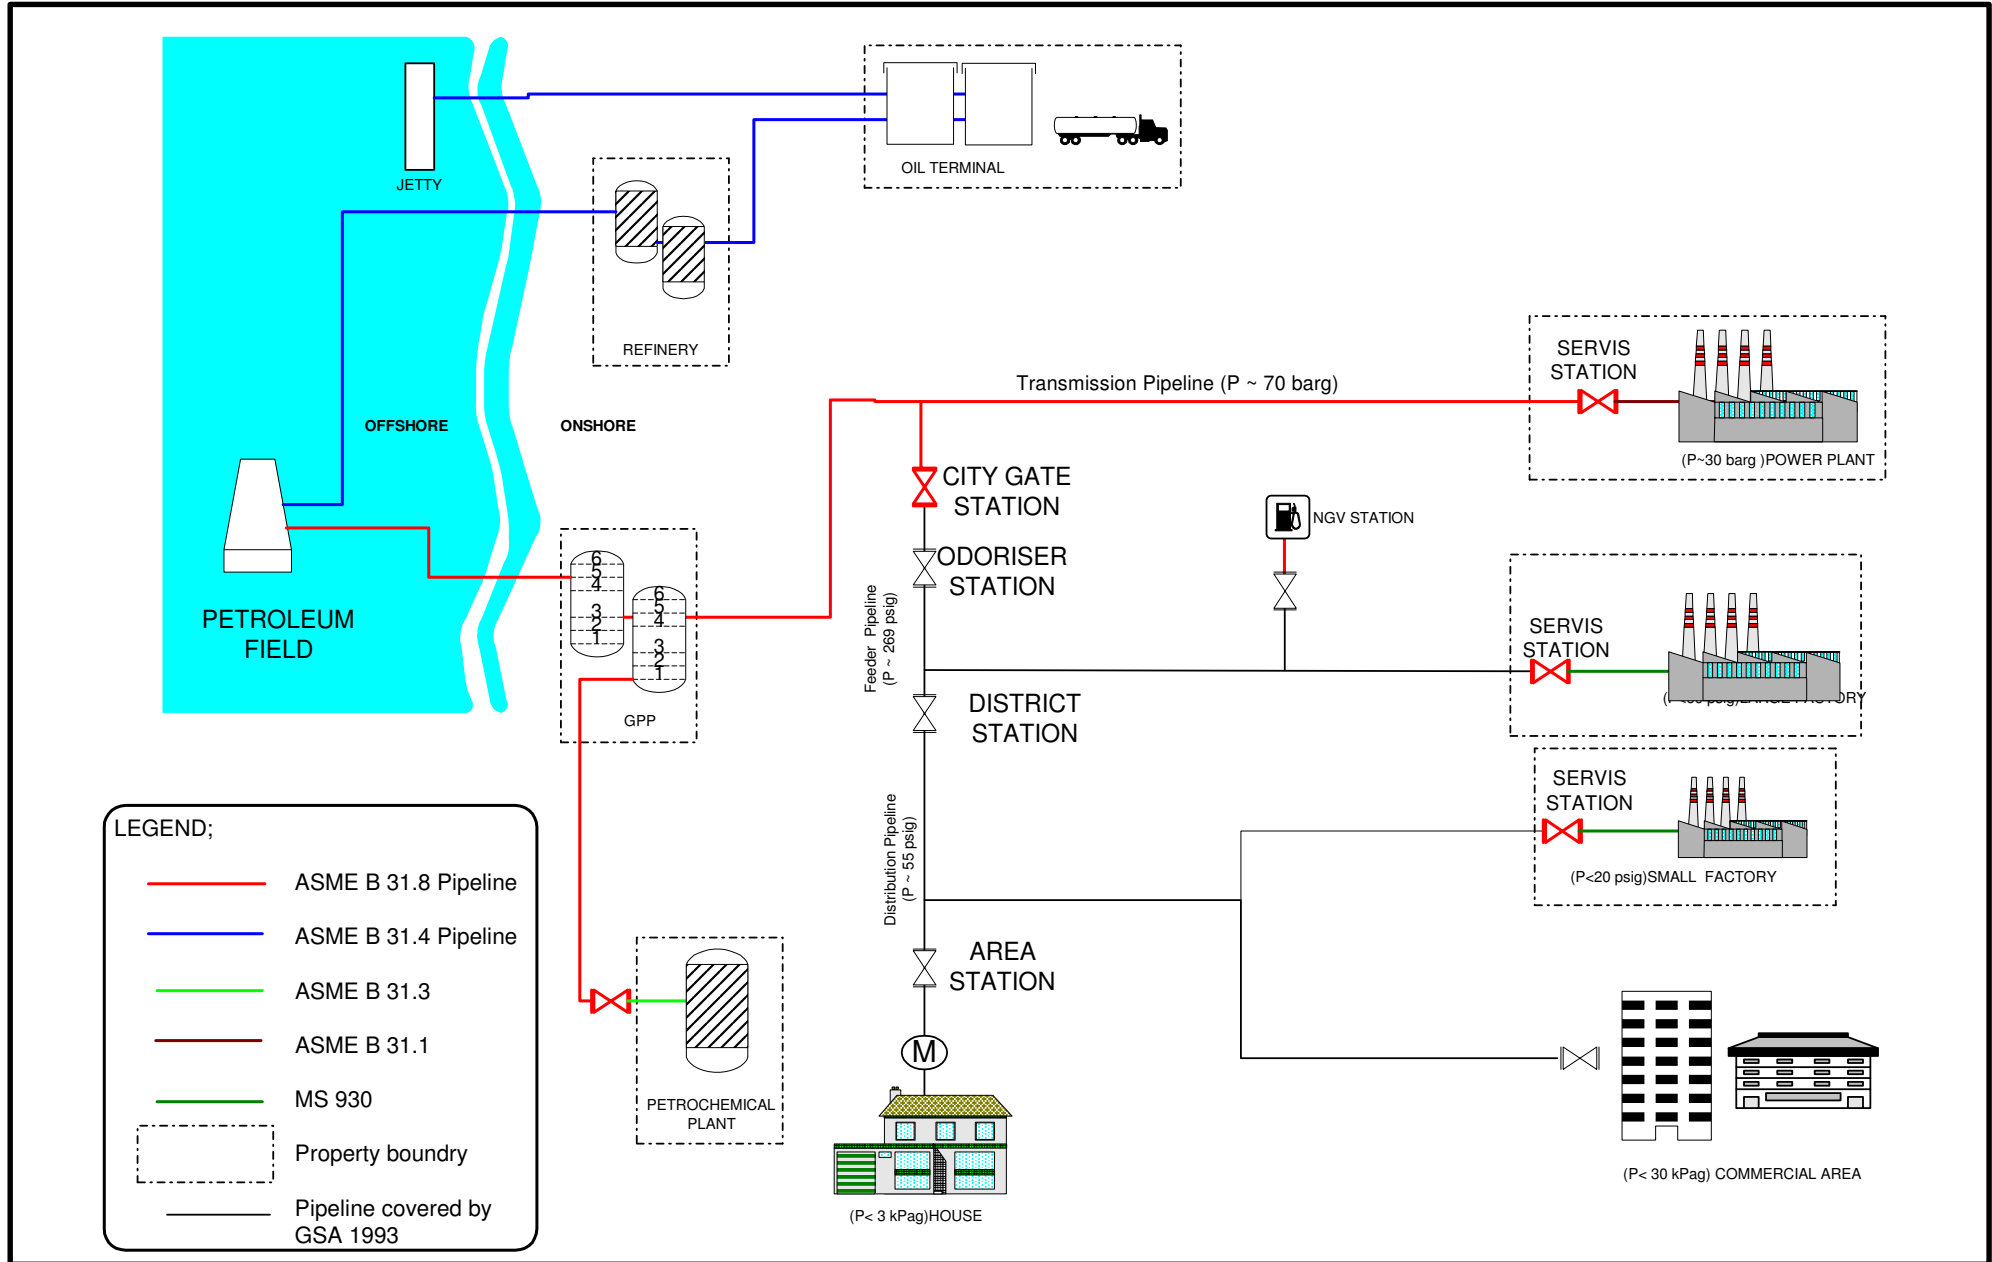 JETTY
OIL TERMINAL
REFINERY
OFFSHORE
ONSHORE
Transmission Pipeline (P ~ 70 barg)
SERVIS
STATION
(P~30 barg )POWER PLANT
CITY GATE
STATION
NGV STATION
ODORISER
STATION
Feeder Pipeline
(P ~ 269 psig)
PETROLEUM
FIELD
6
5
4
3
2
1
6
5
4
3
2
1
GPP
SERVIS
STATION
psig)LARGE FACTORY
DISTRICT
STATION
SERVIS
STATION
(P<20 psig)SMALL FACTORY
Distribution Pipeline
(P ~ 55 psig)
AREA
STATION
M
(P< 3 kPag)HOUSE
(P< 30 kPag) COMMERCIAL AREA
PETROCHEMICAL
PLANT
LEGEND;
ASME B 31.8 Pipeline
ASME B 31.4 Pipeline
ASME B 31.3
ASME B 31.1
MS 930
Property boundry
Pipeline covered by
GSA 1993